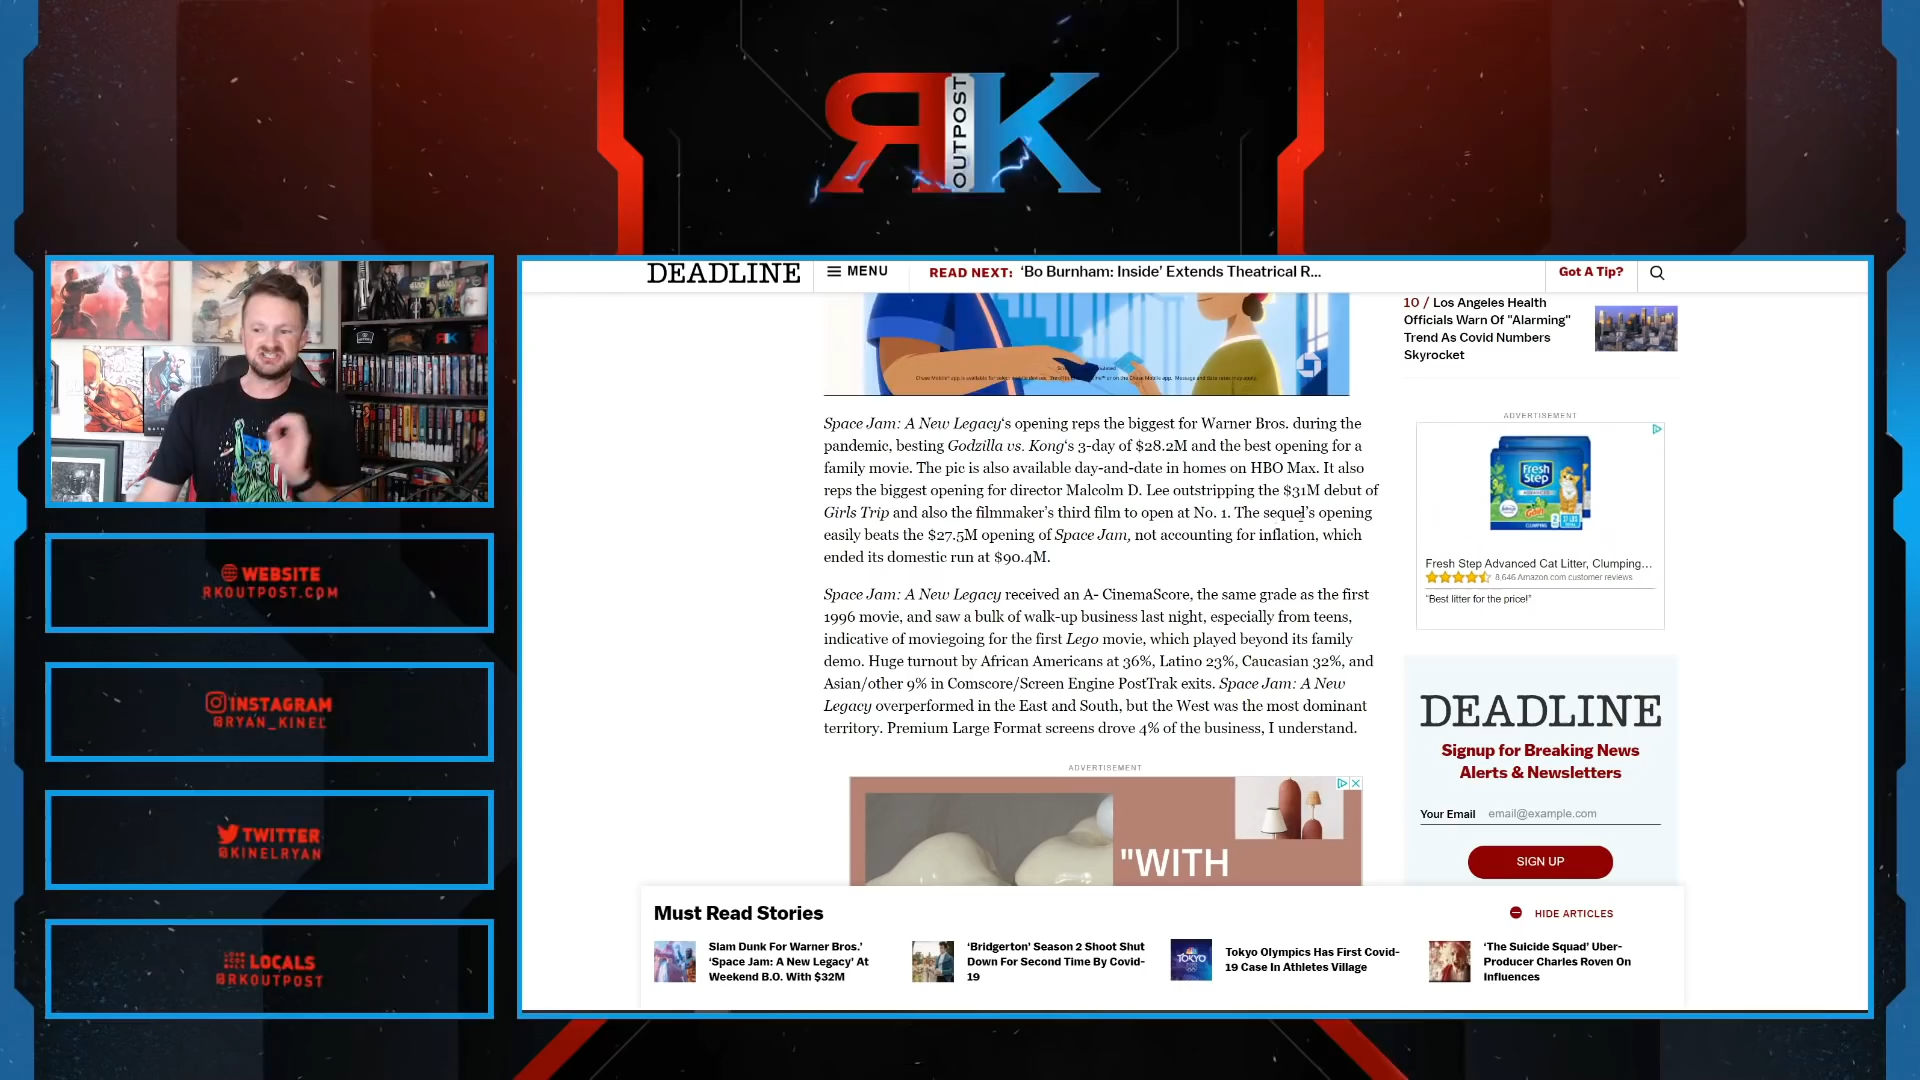 RK
OUTPOST
WEBSITE
RKOUTPOST.COM
INSTAGRAM
@RYAN_KINEL
TWITTER
@KINELRYAN
LOCALS
@RKOUTPOST
DEADLINE
MENU
READ NEXT: ‘Bo Burnham: Inside’ Extends Theatrical R...
Got A Tip?
Space Jam: A New Legacy‘s opening reps the biggest for Warner Bros. during the
pandemic, besting Godzilla vs. Kong‘s 3-day of $28.2M and the best opening for a
family movie. The pic is also available day-and-date in homes on HBO Max. It also
reps the biggest opening for director Malcolm D. Lee outstripping the $31M debut of
Girls Trip and also the filmmaker’s third film to open at No. 1. The sequel’s opening
easily beats the $27.5M opening of Space Jam, not accounting for inflation, which
ended its domestic run at $90.4M.
Space Jam: A New Legacy received an A- CinemaScore, the same grade as the first
1996 movie, and saw a bulk of walk-up business last night, especially from teens,
indicative of moviegoing for the first Lego movie, which played beyond its family
demo. Huge turnout by African Americans at 36%, Latino 23%, Caucasian 32%, and
Asian/other 9% in Comscore/Screen Engine PostTrak exits. Space Jam: A New
Legacy overperformed in the East and South, but the West was the most dominant
territory. Premium Large Format screens drove 4% of the business, I understand.
ADVERTISEMENT
"WITH
10 / Los Angeles Health
Officials Warn Of "Alarming"
Trend As Covid Numbers
Skyrocket
ADVERTISEMENT
Fresh
Step
Fresh Step Advanced Cat Litter, Clumping...
8,646 Amazon.com customer reviews
"Best litter for the price!"
DEADLINE
Signup for Breaking News
Alerts & Newsletters
Your Email email@example.com
SIGN UP
Must Read Stories
HIDE ARTICLES
Slam Dunk For Warner Bros.’
‘Space Jam: A New Legacy’ At
Weekend B.O. With $32M
‘Bridgerton’ Season 2 Shoot Shut
Down For Second Time By Covid-
19
TOKYO
Tokyo Olympics Has First Covid-
19 Case In Athletes Village
‘The Suicide Squad’ Uber-
Producer Charles Roven On
Influences